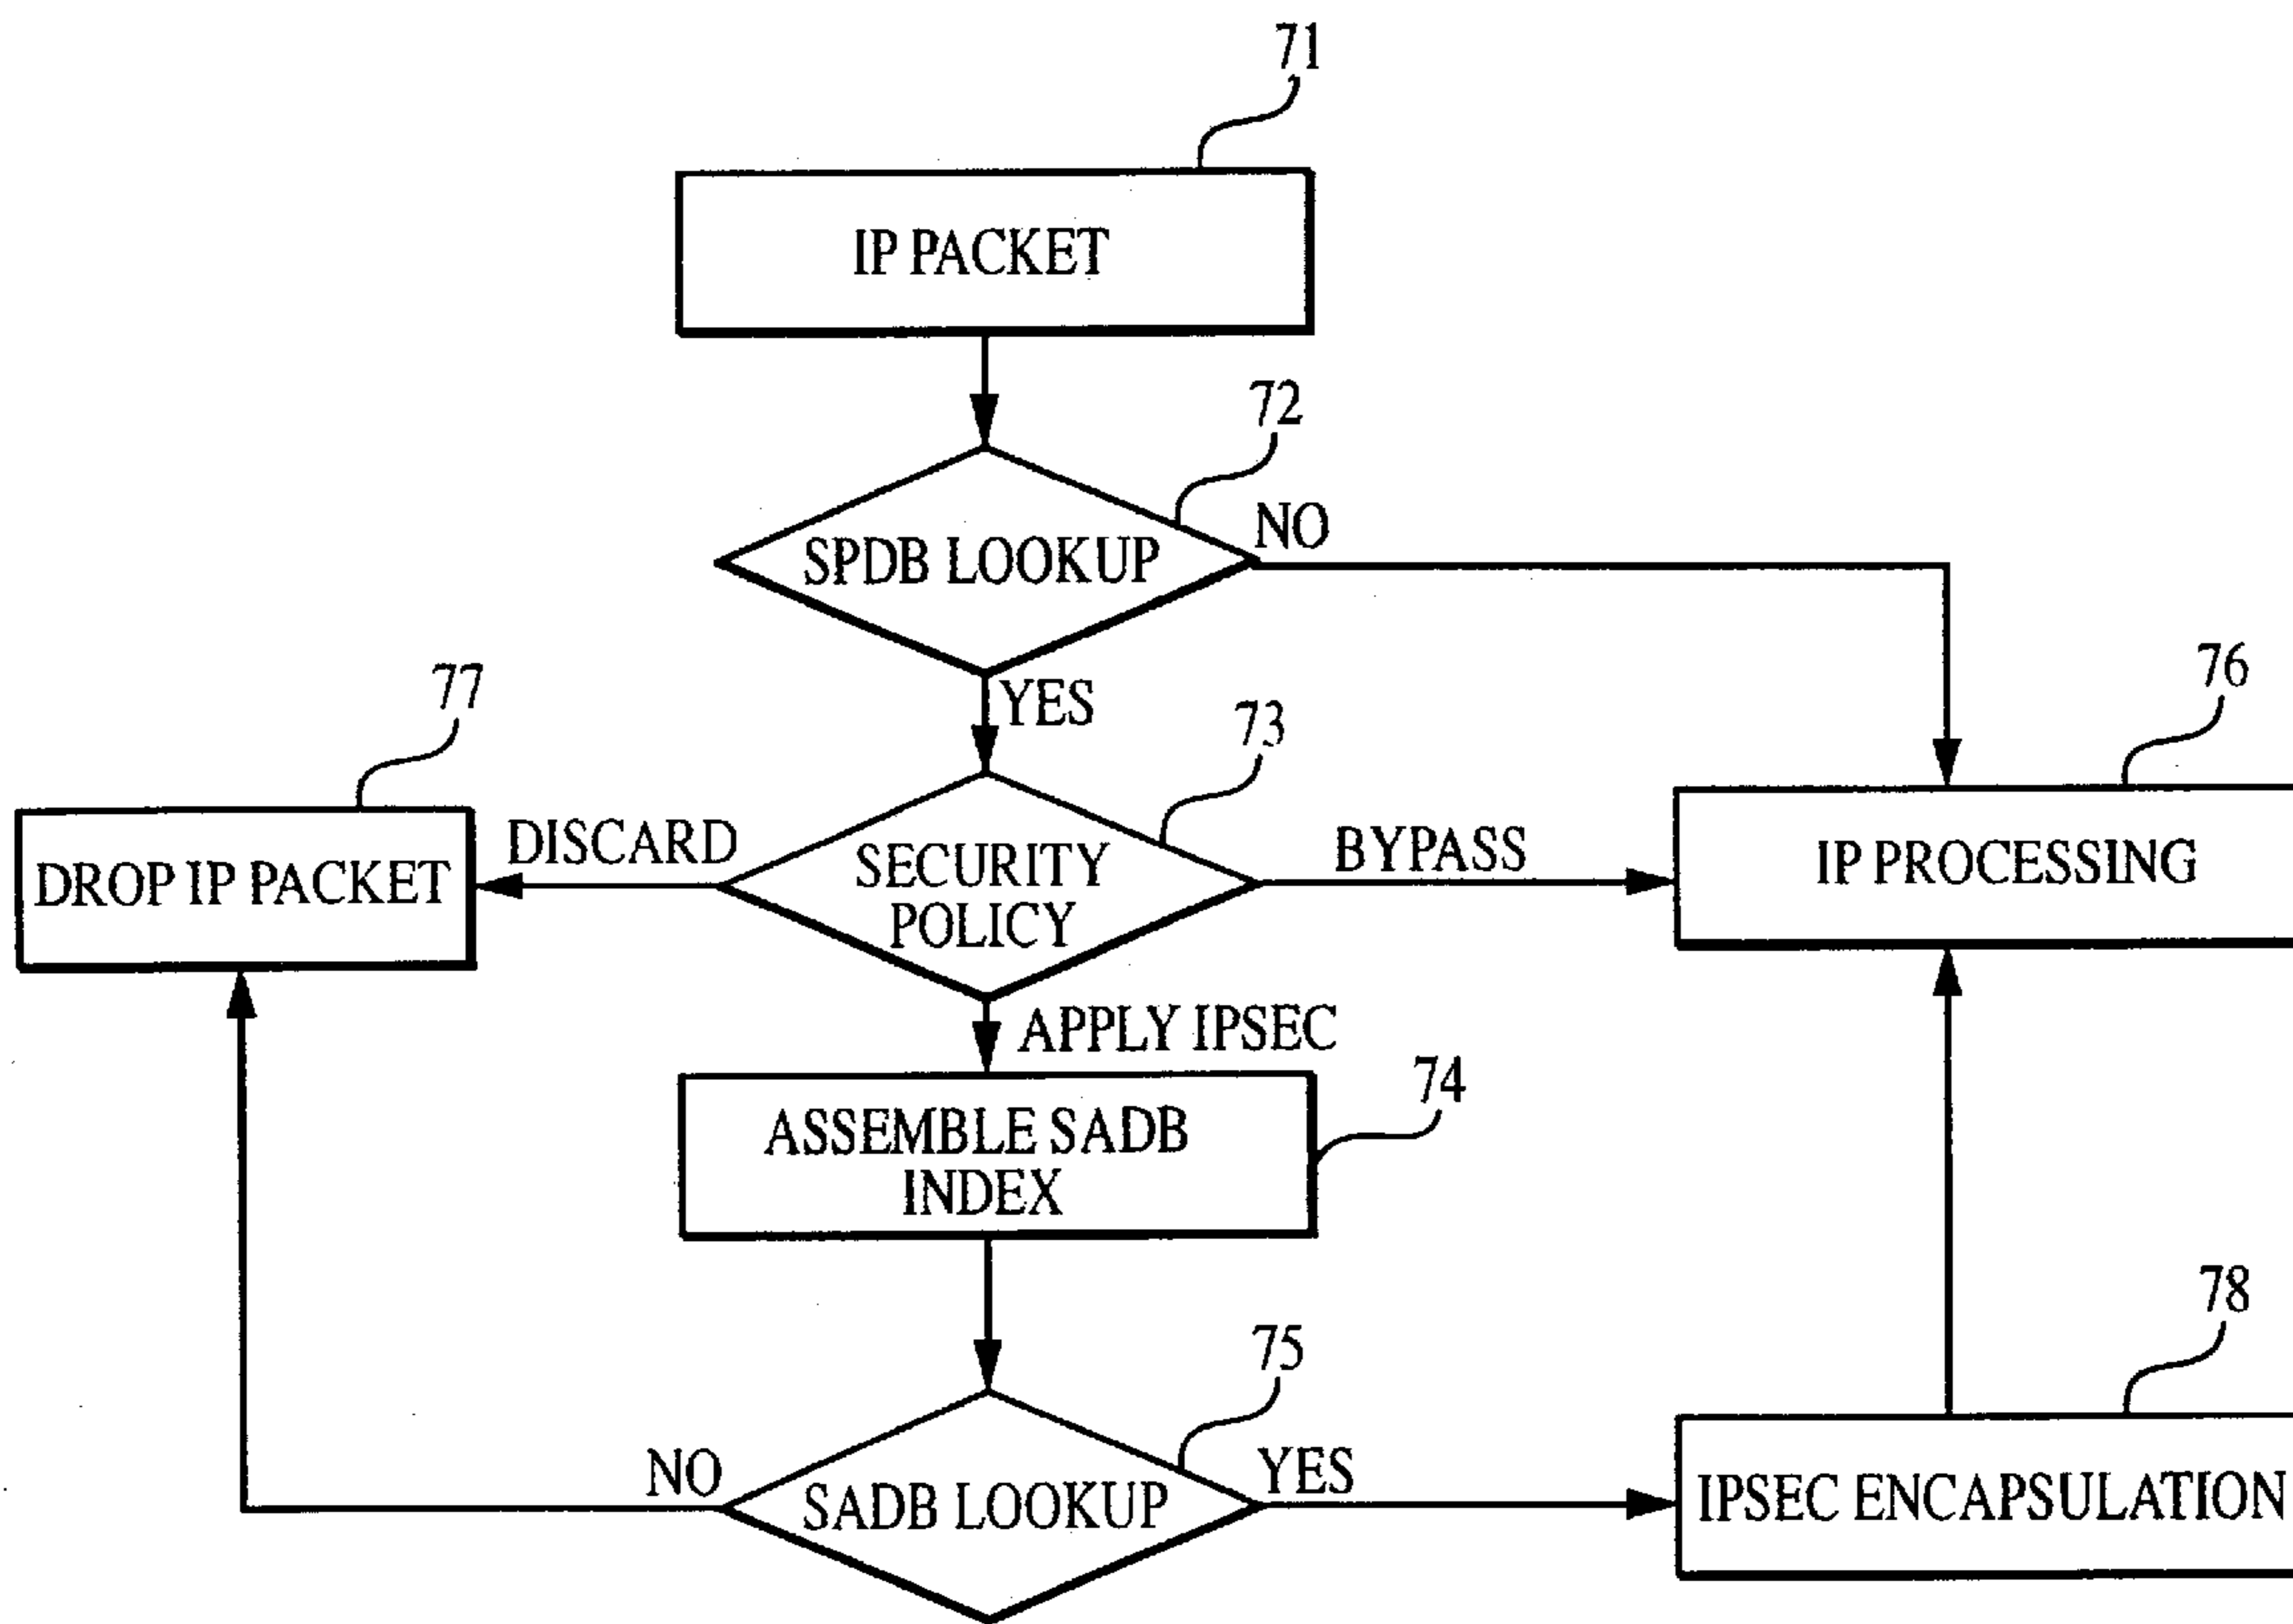 71
IP PACKET
72
SPDB LOOKUP
NO
YES
77
73
76
DROP IP PACKET
DISCARD
SECURITY
POLICY
BYPASS
IP PROCESSING
APPLY IPSEC
74
ASSEMBLE SADB
INDEX
75
78
NO
SADB LOOKUP
YES
IPSEC ENCAPSULATION